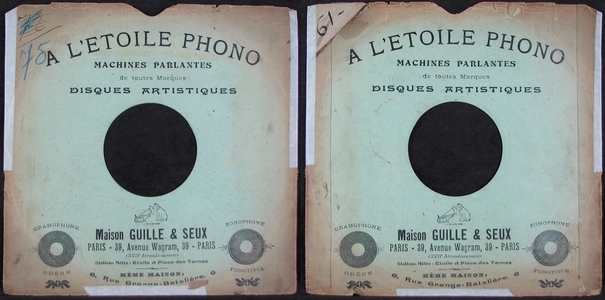 75
A L'ETOILE PHONO
MACHINES PARLANTES
de toutes Marques
DISQUES ARTISTIQUES
Maison GUILLE & SEUX
PARIS - 39, Avenue Wagram, 39 - PARIS
(XVIIe Arrondissement)
Stations Métro: Etoile et Place des Ternes
GRAMOPHONE
ODEON
ZONOPHONE
FONOTIPIA
MÊME MAISON:
6, Rue Grange-Batelière, 6
61-
A L'ETOILE PHONO
MACHINES PARLANTES
de toutes Marques
DISQUES ARTISTIQUES
Maison GUILLE & SEUX
PARIS - 39, Avenue Wagram, 39 - PARIS
(XVIIe Arrondissement)
Stations Métro: Etoile et Place des Ternes
GRAMOPHONE
ODEON
ZONOPHONE
FONOTIPIA
MÊME MAISON:
6, Rue Grange-Batelière, 6